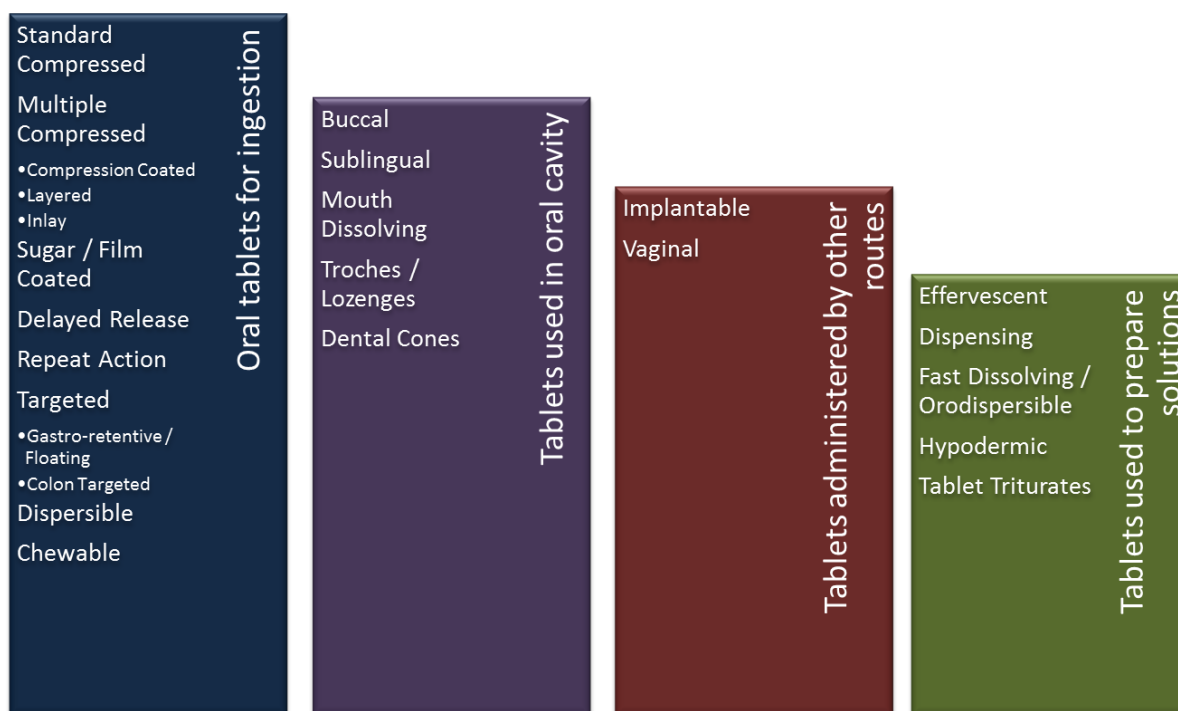 Standard
Compressed
Multiple
Compressed
•Compression Coated
•Layered
•Inlay
Sugar / Film
Coated
Delayed Release
Repeat Action
Targeted
•Gastro-retentive /
Floating
•Colon Targeted
Dispersible
Chewable
Oral tablets for ingestion
Buccal
Sublingual
Mouth
Dissolving
Troches /
Lozenges
Dental Cones
Tablets used in oral cavity
Implantable
Vaginal
Tablets administered by other
routes
Effervescent
Dispensing
Fast Dissolving /
Orodispersible
Hypodermic
Tablet Triturates
Tablets used to prepare
solutions